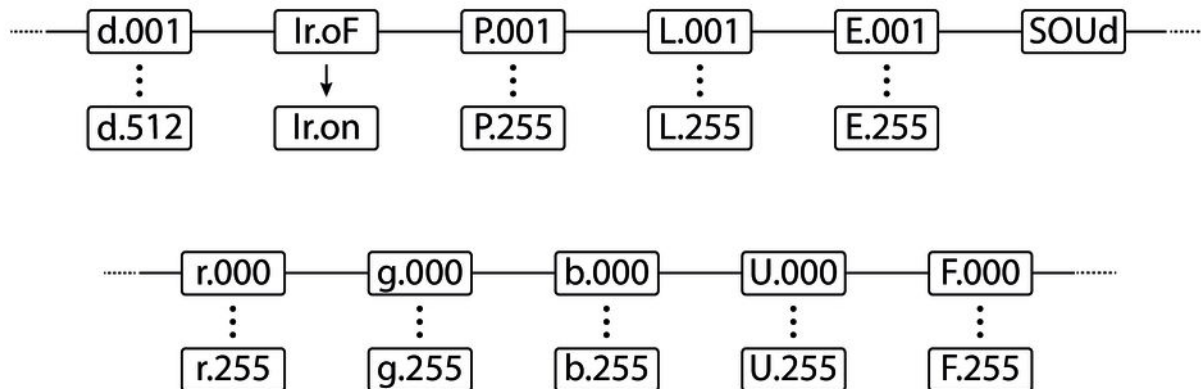 d.001 Ir.oF P.001 L.001 E.001 SOUd
d.512 Ir.on P.255 L.255 E.255
r.000 g.000 b.000 U.000 F.000
r.255 g.255 b.255 U.255 F.255